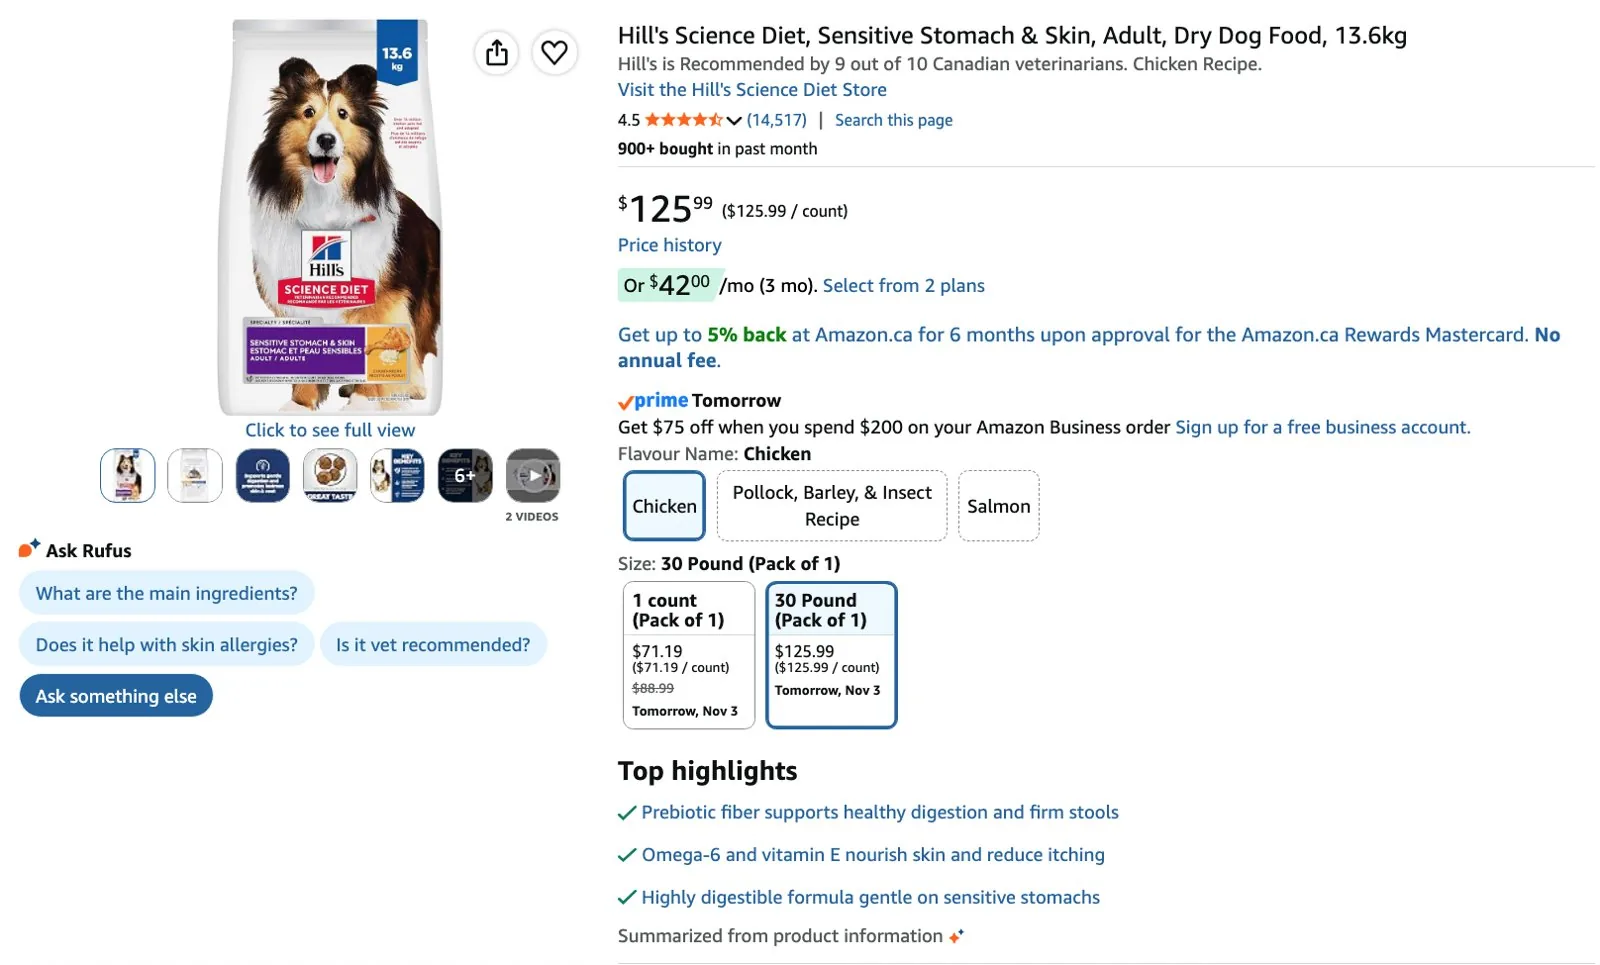 13.6
kg
Hill's
SCIENCE DIET
SPECIALTY / SPÉCIALITÉ
SENSITIVE STOMACH & SKIN
ESTOMAC ET PEAU SENSIBLES
ADULT / ADULTE
Click to see full view
KEY
BENEFITS
GREAT TASTE
6+
2 VIDEOS
Ask Rufus
What are the main ingredients?
Does it help with skin allergies?
Is it vet recommended?
Ask something else
Hill's Science Diet, Sensitive Stomach & Skin, Adult, Dry Dog Food, 13.6kg
Hill's is Recommended by 9 out of 10 Canadian veterinarians. Chicken Recipe.
Visit the Hill's Science Diet Store
4.5 (14,517) | Search this page
900+ bought in past month
$125.99 ($125.99 / count)
Price history
Or $42.00 /mo (3 mo). Select from 2 plans
Get up to 5% back at Amazon.ca for 6 months upon approval for the Amazon.ca Rewards Mastercard. No
annual fee.
prime Tomorrow
Get $75 off when you spend $200 on your Amazon Business order Sign up for a free business account.
Flavour Name: Chicken
Chicken
Pollock, Barley, & Insect
Recipe
Salmon
Size: 30 Pound (Pack of 1)
1 count
(Pack of 1)
$71.19
($71.19 / count)
$88.99
Tomorrow, Nov 3
30 Pound
(Pack of 1)
$125.99
($125.99 / count)
Tomorrow, Nov 3
Top highlights
Prebiotic fiber supports healthy digestion and firm stools
Omega-6 and vitamin E nourish skin and reduce itching
Highly digestible formula gentle on sensitive stomachs
Summarized from product information